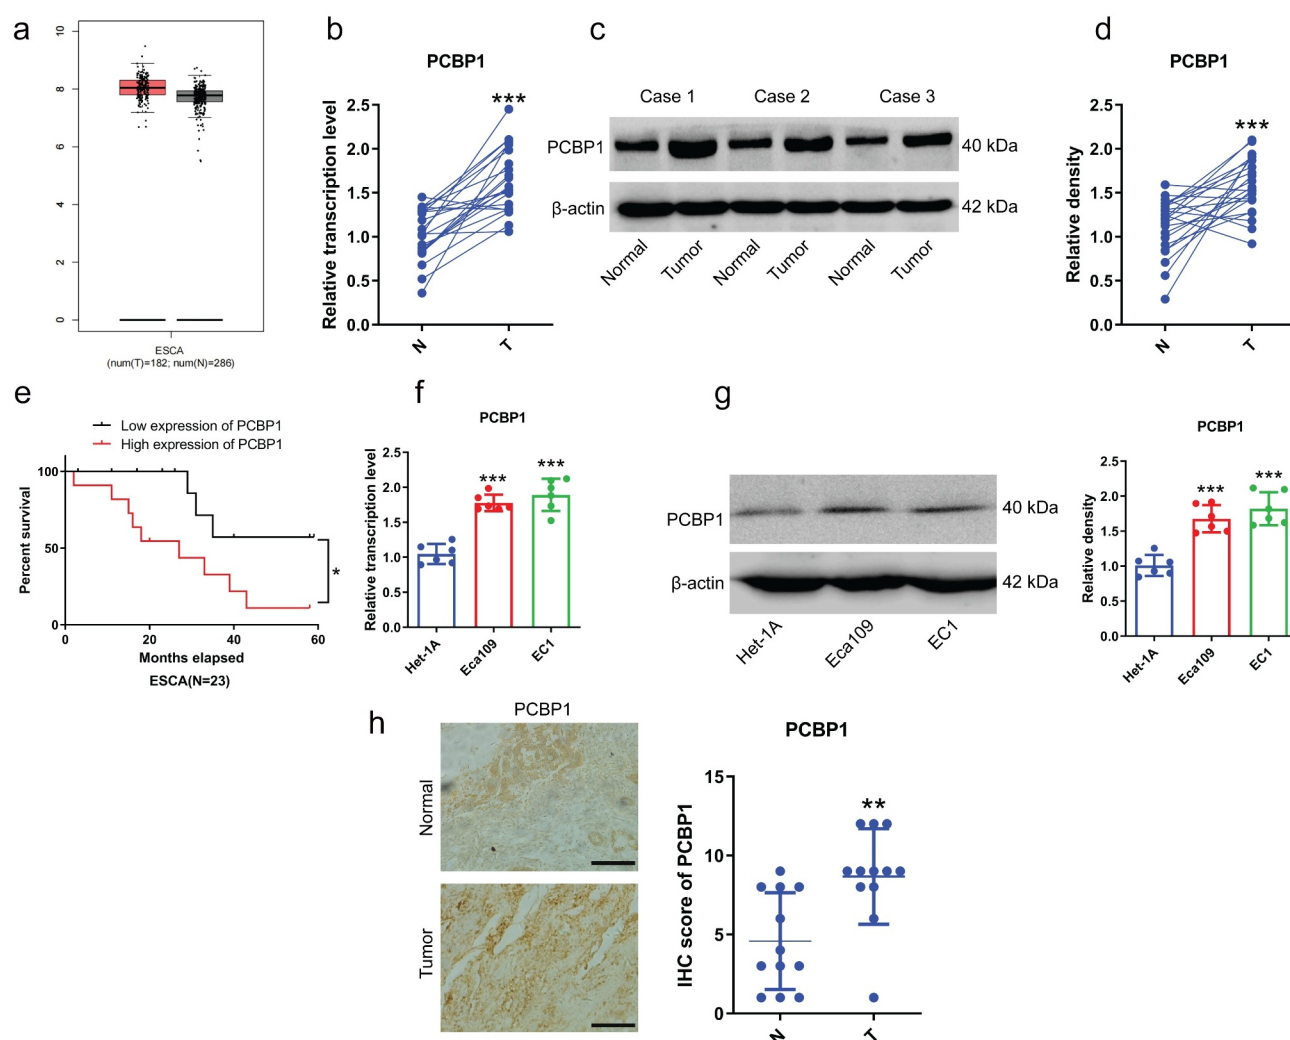 a
10
8
6
4
2
0
ESCA
(num(T)=182; num(N)=286)
b
PCBP1
***
Relative transcription level
2.5
2.0
1.5
1.0
0.5
0.0
N
T
c
Case 1 Case 2 Case 3
PCBP1
40 kDa
β-actin
42 kDa
Normal Tumor Normal Tumor Normal Tumor
d
PCBP1
***
Relative density
2.5
2.0
1.5
1.0
0.5
0.0
N
T
e
Low expression of PCBP1
High expression of PCBP1
Percent survival
100
50
0
0 20 40 60
*
Months elapsed
ESCA(N=23)
f
PCBP1
Relative transcription level
2.5
2.0
1.5
1.0
0.5
0.0
***
***
Het-1A Eca109 EC1
g
PCBP1
40 kDa
β-actin
42 kDa
Het-1A Eca109 EC1
PCBP1
Relative density
2.5
2.0
1.5
1.0
0.5
0.0
***
***
Het-1A Eca109 EC1
h
PCBP1
Normal
Tumor
PCBP1
IHC score of PCBP1
15
10
5
0
**
N
T